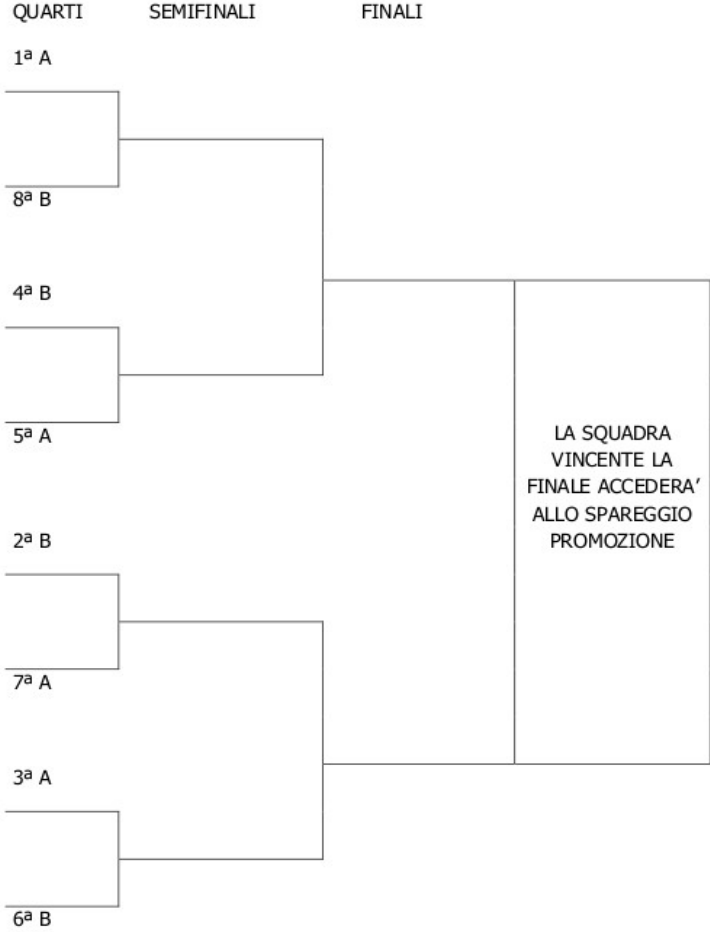 QUARTI SEMIFINALI FINALI
1ª A
8ª B
4ª B
5ª A
2ª B
7ª A
3ª A
6ª B
LA SQUADRA
VINCENTE LA
FINALE ACCEDERA’
ALLO SPAREGGIO
PROMOZIONE